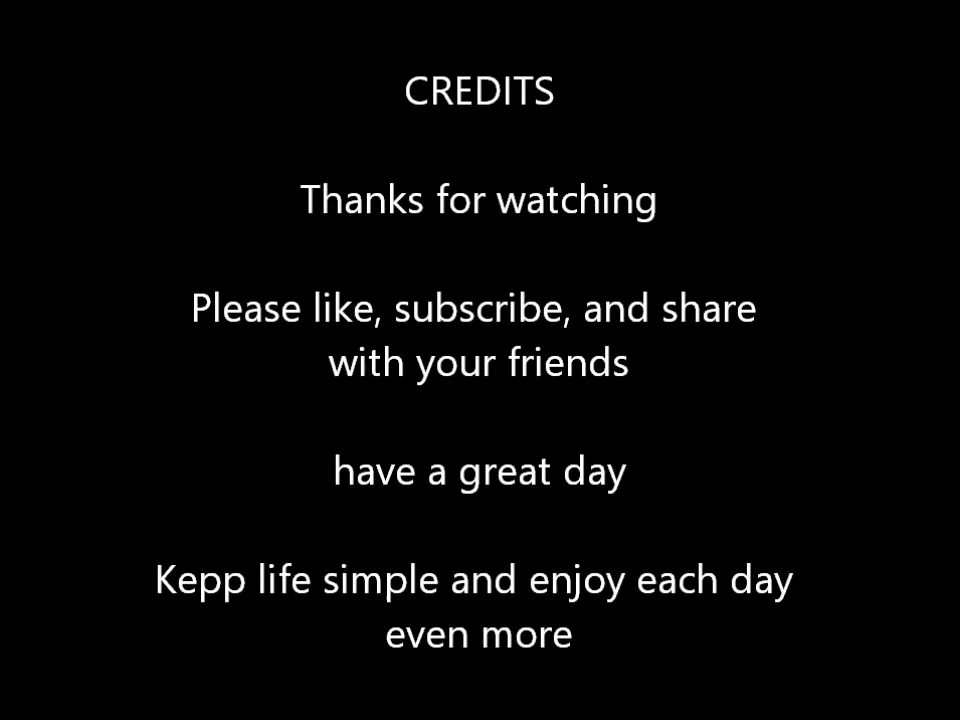 CREDITS
Thanks for watching
Please like, subscribe, and share
with your friends
have a great day
Kepp life simple and enjoy each day
even more